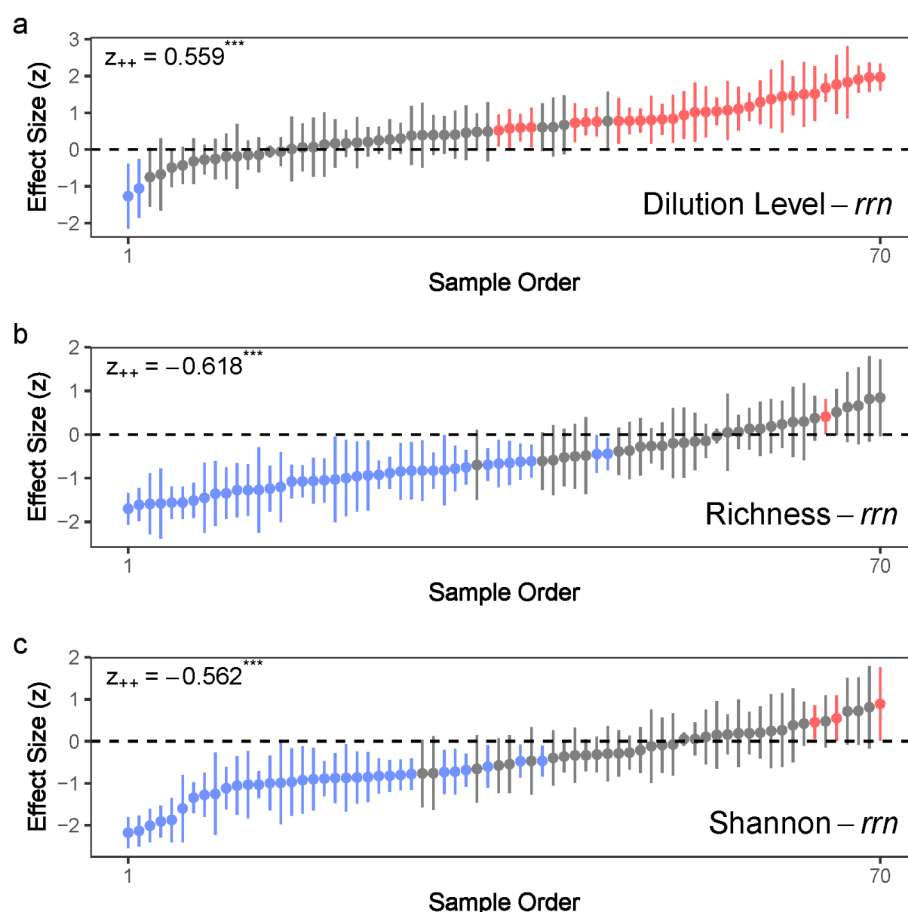 a
z++ = 0.559***
Effect Size (z)
3
2
1
0
−1
−2
Dilution Level – rrn
1
70
Sample Order
b
z++ = −0.618***
Effect Size (z)
2
1
0
−1
−2
Richness – rrn
1
70
Sample Order
c
z++ = −0.562***
Effect Size (z)
2
1
0
−1
−2
Shannon – rrn
1
70
Sample Order